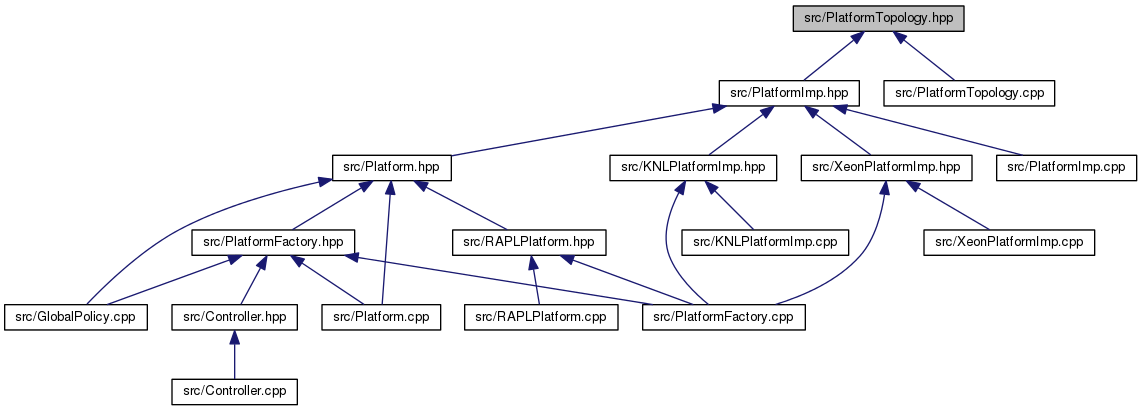 src/PlatformTopology.hpp
src/PlatformImp.hpp
src/PlatformTopology.cpp
src/Platform.hpp
src/KNLPlatformImp.hpp
src/XeonPlatformImp.hpp
src/PlatformImp.cpp
src/PlatformFactory.hpp
src/RAPLPlatform.hpp
src/KNLPlatformImp.cpp
src/XeonPlatformImp.cpp
src/GlobalPolicy.cpp
src/Controller.hpp
src/Platform.cpp
src/RAPLPlatform.cpp
src/PlatformFactory.cpp
src/Controller.cpp